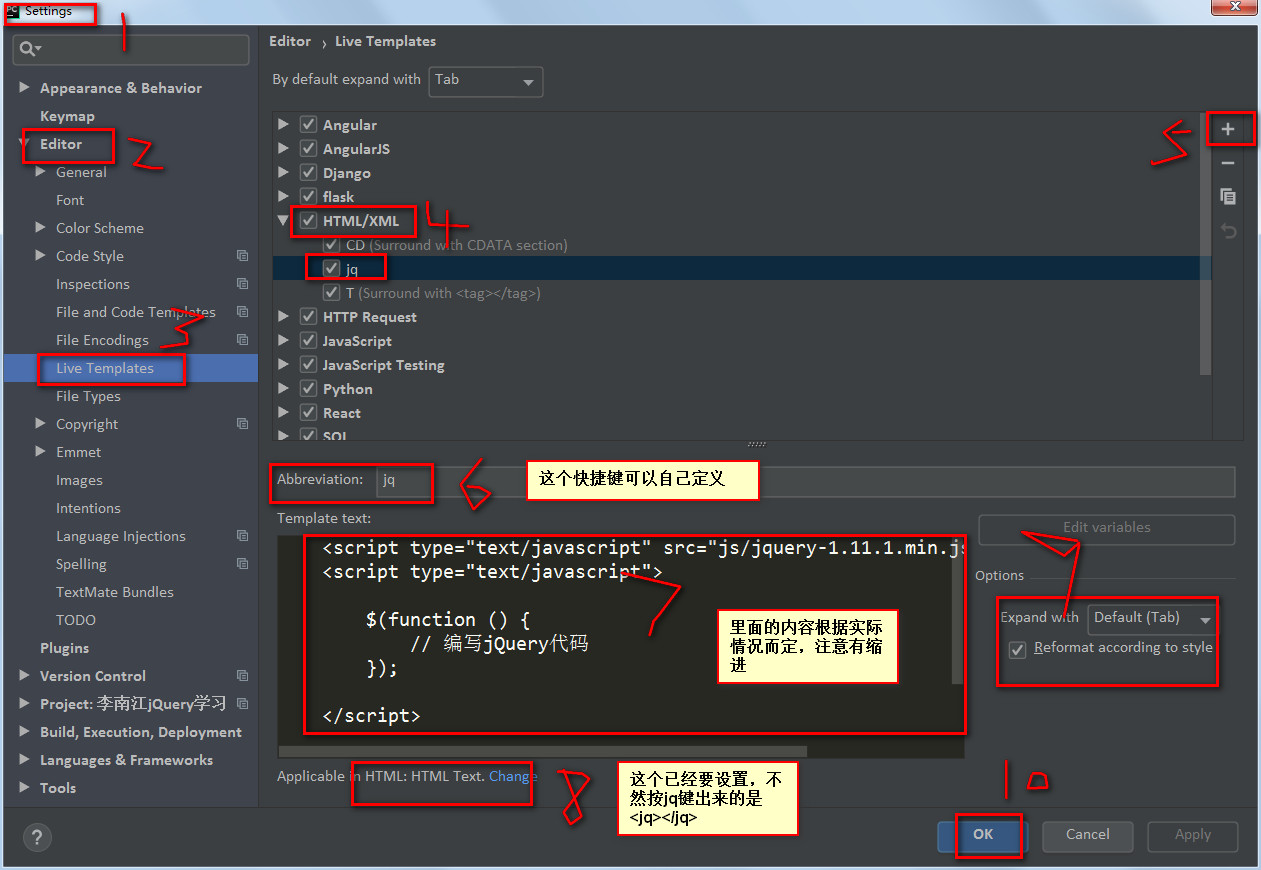 PC Settings
1
Editor › Live Templates
By default expand with Tab
Appearance & Behavior
Keymap
Editor
2
General
Font
Color Scheme
Code Style
Inspections
File and Code Templates
3
File Encodings
Live Templates
File Types
Copyright
Emmet
Images
Intentions
Language Injections
Spelling
TextMate Bundles
TODO
Plugins
Version Control
Project: 李南江jQuery学习
Build, Execution, Deployment
Languages & Frameworks
Tools
?
Angular
AngularJS
Django
flask
HTML/XML
4
CD (Surround with CDATA section)
jq
T (Surround with <tag></tag>)
HTTP Request
JavaScript
JavaScript Testing
Python
React
SQL
5
Abbreviation: jq
6
这个快捷键可以自己定义
Template text:
<script type="text/javascript" src="js/jquery-1.11.1.min.js
<script type="text/javascript">
$(function () {
// 编写jQuery代码
});
</script>
7
里面的内容根据实际
情况而定，注意有缩
进
Edit variables
Options
Expand with Default (Tab)
Reformat according to style
Applicable in HTML: HTML Text. Change
8
这个已经要设置，不
然按jq键出来的是
<jq></jq>
10
OK
Cancel
Apply